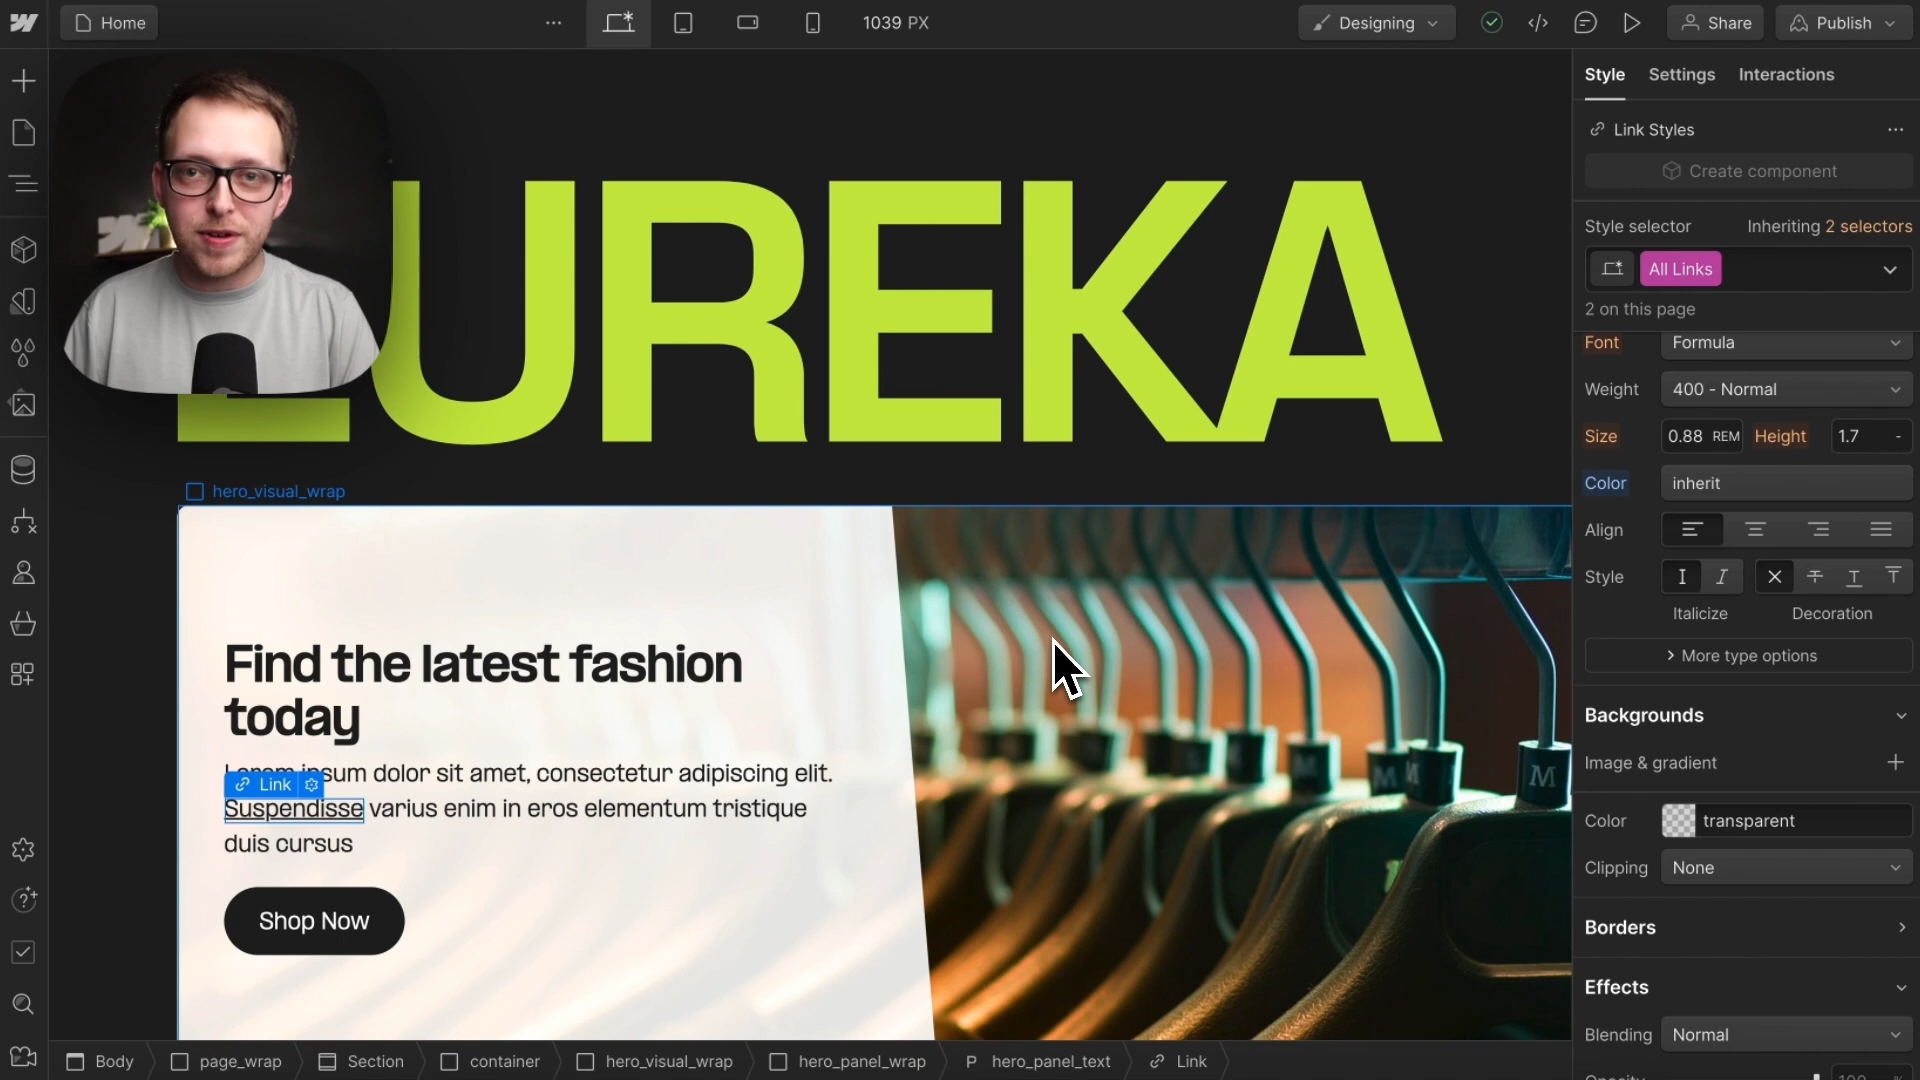 Home
1039 PX
Designing
Share
Publish
Style
Settings
Interactions
Link Styles
Create component
Style selector
Inheriting 2 selectors
All Links
2 on this page
Font
Formula
Weight
400 - Normal
Size
0.88 REM
Height
1.7 -
Color
inherit
Align
Style
Italicize
Decoration
More type options
Backgrounds
Image & gradient
Color
transparent
Clipping
None
Borders
Effects
Blending
Normal
UREKA
hero_visual_wrap
Find the latest fashion
today
Link
ipsum dolor sit amet, consectetur adipiscing elit.
Suspendisse varius enim in eros elementum tristique
duis cursus
Shop Now
M M M
Body
page_wrap
Section
container
hero_visual_wrap
hero_panel_wrap
P hero_panel_text
Link